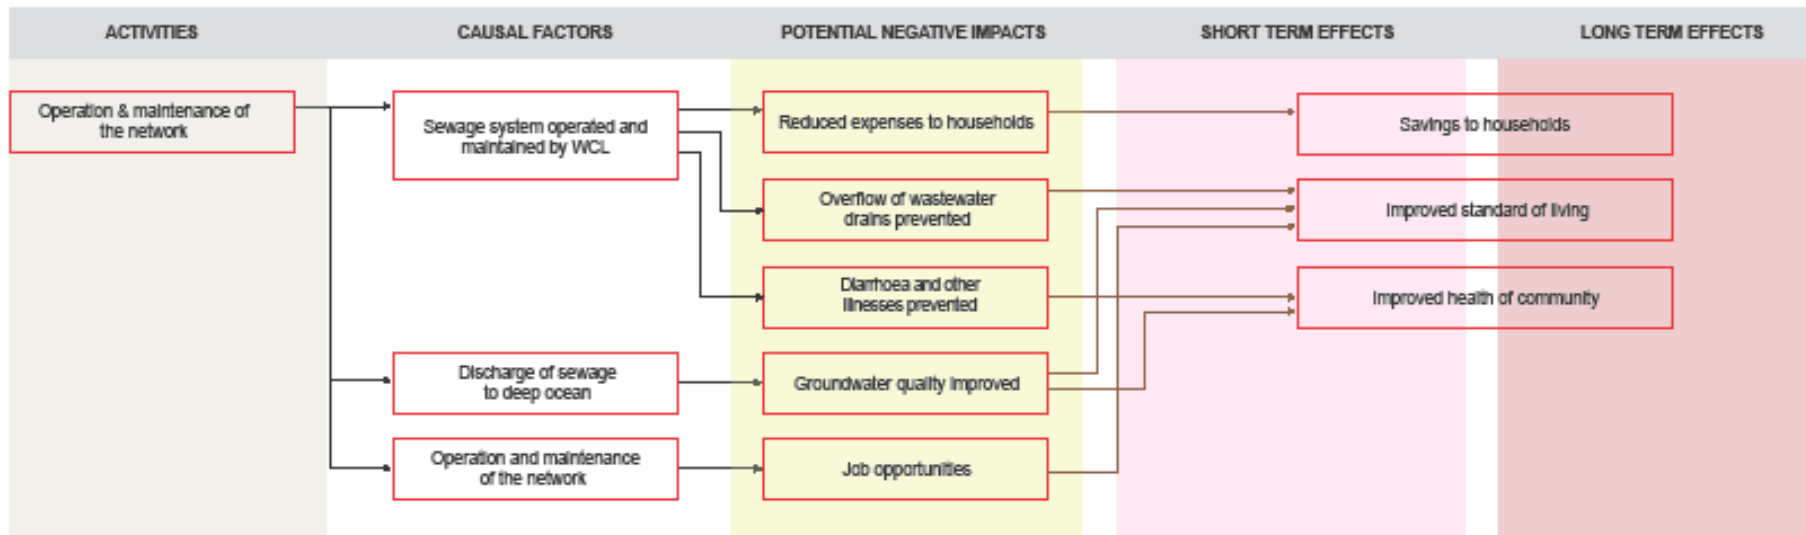 ACTIVITIES
CAUSAL FACTORS
POTENTIAL NEGATIVE IMPACTS
SHORT TERM EFFECTS
LONG TERM EFFECTS
Operation & maintenance of
the network
Sewage system operated and
maintained by WCL
Discharge of sewage
to deep ocean
Operation and maintenance
of the network
Reduced expenses to households
Overflow of wastewater
drains prevented
Diarrhoea and other
illnesses prevented
Groundwater quality improved
Job opportunities
Savings to households
Improved standard of living
Improved health of community